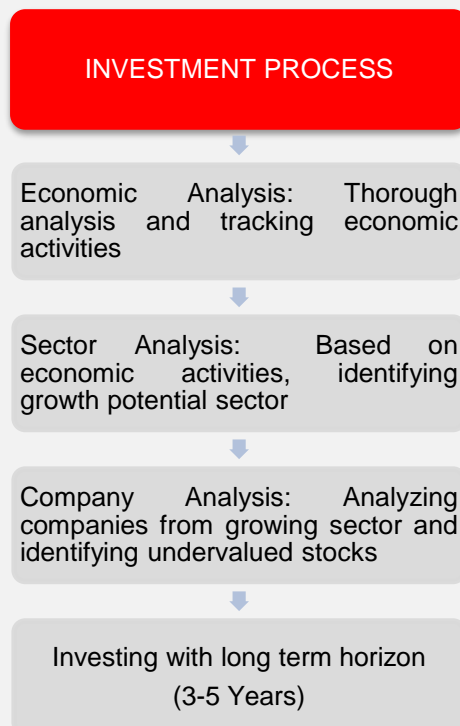 INVESTMENT PROCESS
Economic Analysis: Thorough
analysis and tracking economic
activities
Sector Analysis: Based on
economic activities, identifying
growth potential sector
Company Analysis: Analyzing
companies from growing sector and
identifying undervalued stocks
Investing with long term horizon
(3-5 Years)